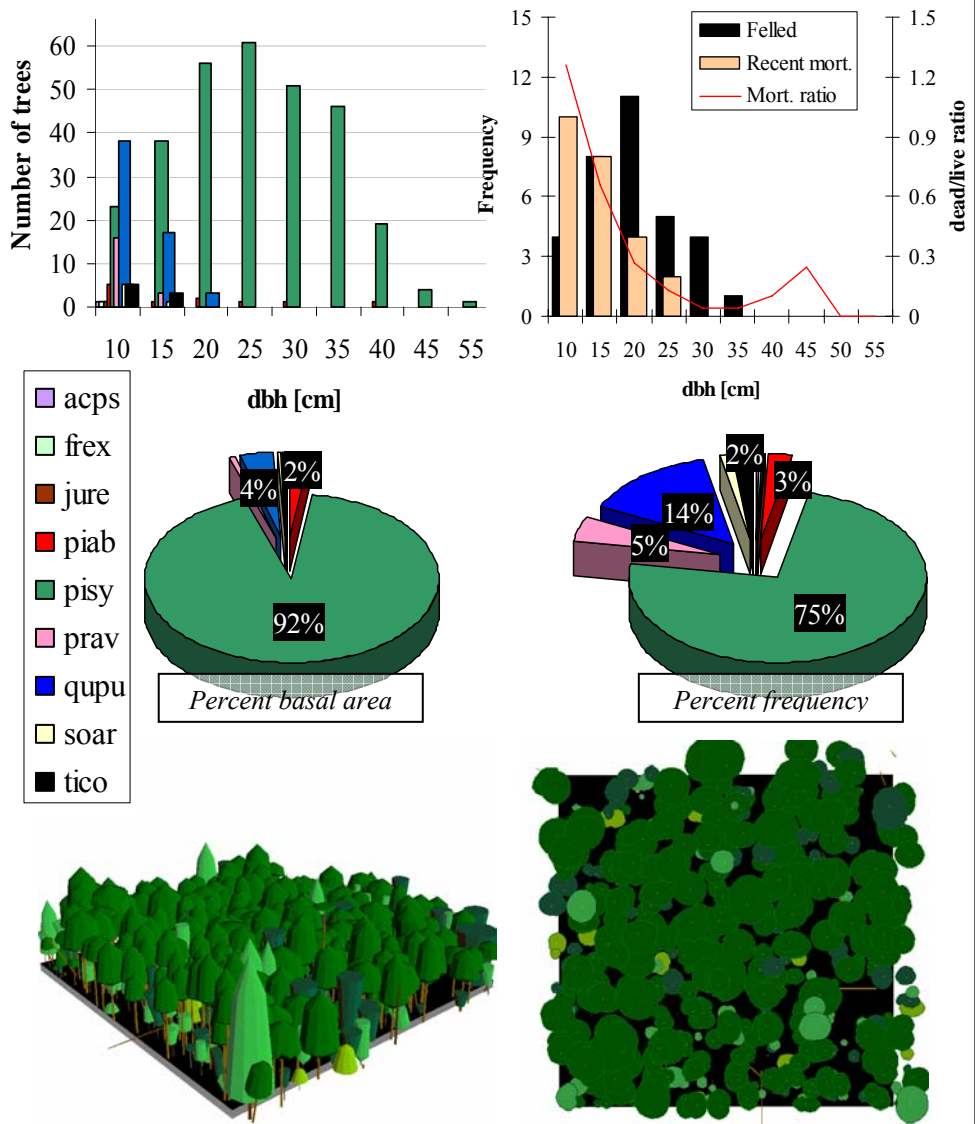 Number of trees
60
50
40
30
20
10
0
10 15 20 25 30 35 40 45 55
dbh [cm]
Frequency
15
12
9
6
3
0
Felled
Recent mort.
Mort. ratio
1.5
1.2
0.9
0.6
0.3
0
dead/live ratio
10 15 20 25 30 35 40 45 50 55
dbh [cm]
acps
frex
jure
piab
pisy
prav
qupu
soar
tico
4%
2%
92%
Percent basal area
2%
3%
14%
5%
75%
Percent frequency